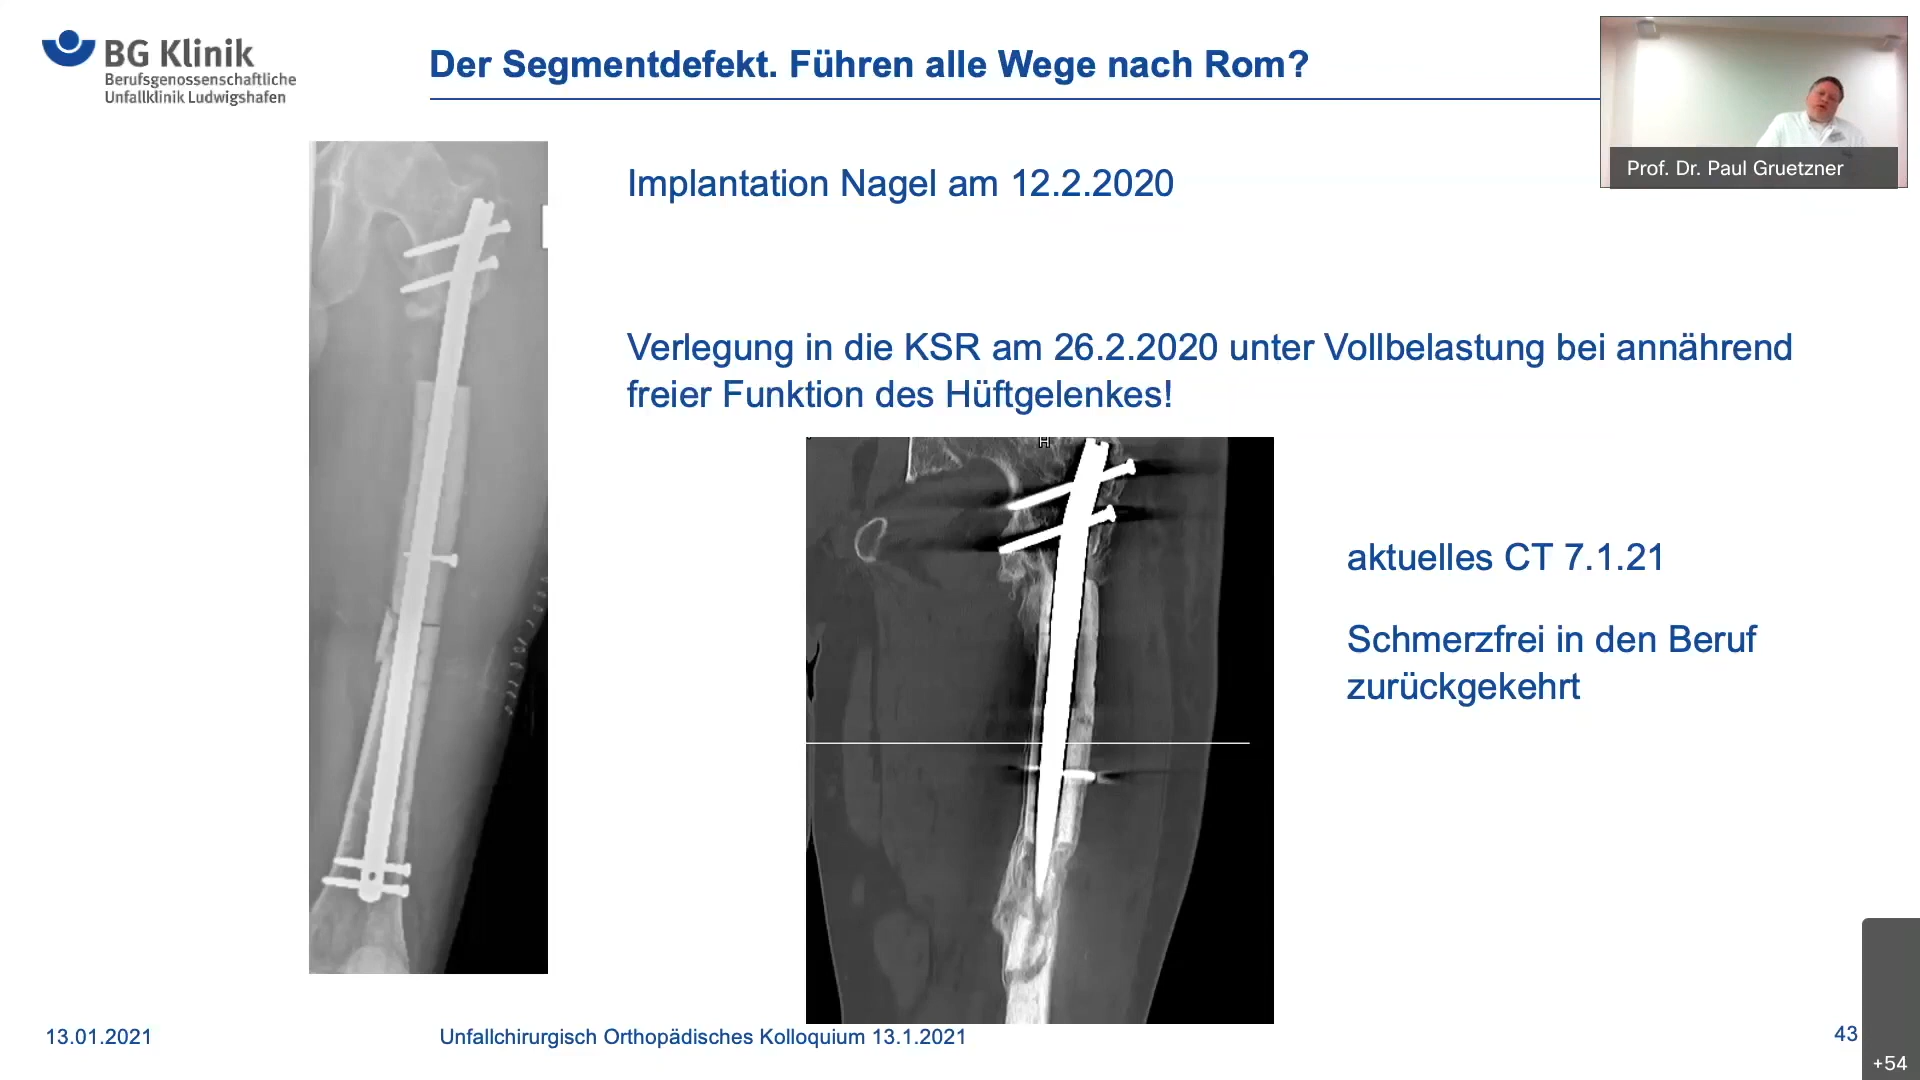 BG Klinik
Berufsgenossenschaftliche
Unfallklinik Ludwigshafen
Der Segmentdefekt. Führen alle Wege nach Rom?
Prof. Dr. Paul Gruetzner
Implantation Nagel am 12.2.2020
Verlegung in die KSR am 26.2.2020 unter Vollbelastung bei annährend
freier Funktion des Hüftgelenkes!
H
aktuelles CT 7.1.21
Schmerzfrei in den Beruf
zurückgekehrt
13.01.2021
Unfallchirurgisch Orthopädisches Kolloquium 13.1.2021
43
+54